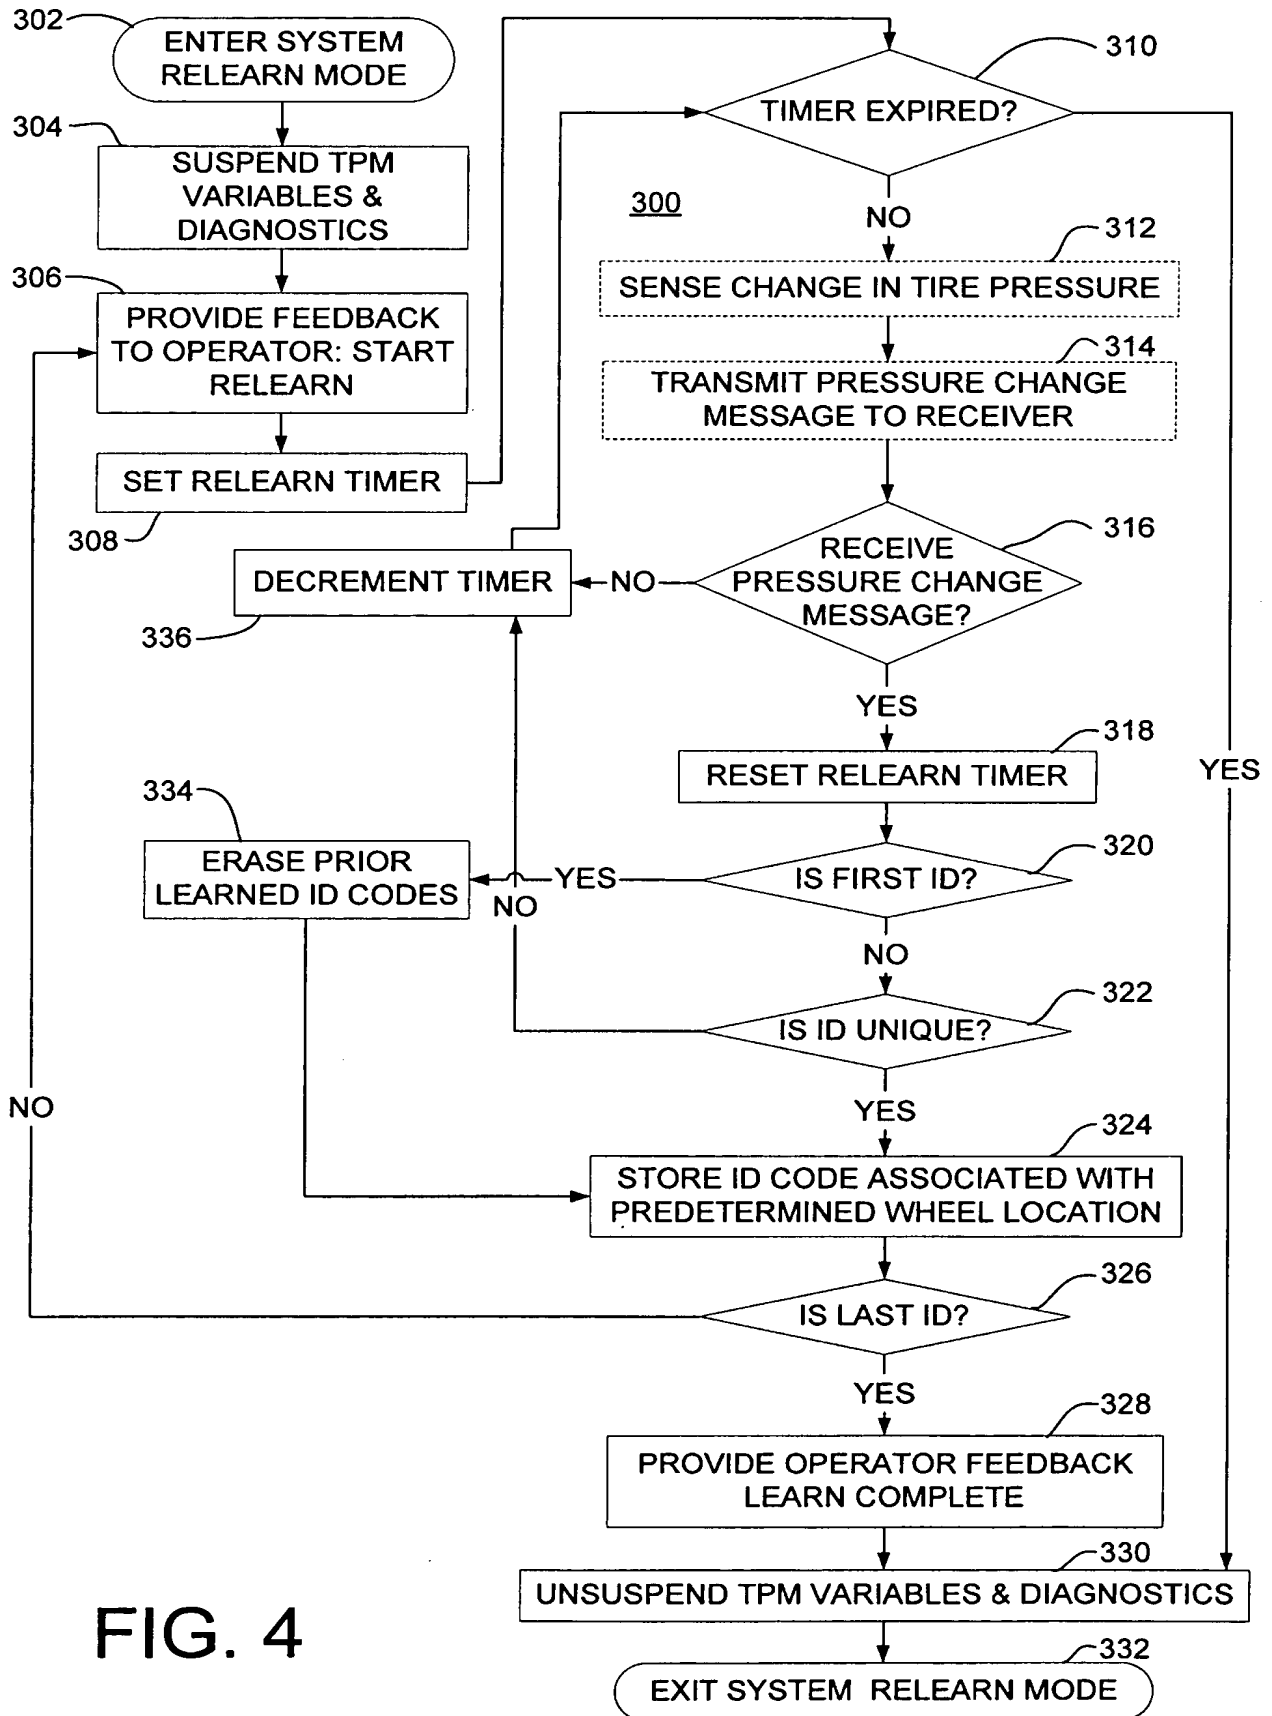 302
ENTER SYSTEM
RELEARN MODE
304
SUSPEND TPM
VARIABLES &
DIAGNOSTICS
306
PROVIDE FEEDBACK
TO OPERATOR: START
RELEARN
SET RELEARN TIMER
308
310
TIMER EXPIRED?
NO
300
312
SENSE CHANGE IN TIRE PRESSURE
314
TRANSMIT PRESSURE CHANGE
MESSAGE TO RECEIVER
316
RECEIVE
PRESSURE CHANGE
MESSAGE?
NO
DECREMENT TIMER
336
YES
318
RESET RELEARN TIMER
YES
334
ERASE PRIOR
LEARNED ID CODES
320
IS FIRST ID?
YES
NO
NO
322
IS ID UNIQUE?
YES
NO
324
STORE ID CODE ASSOCIATED WITH
PREDETERMINED WHEEL LOCATION
326
IS LAST ID?
YES
328
PROVIDE OPERATOR FEEDBACK
LEARN COMPLETE
330
UNSUSPEND TPM VARIABLES & DIAGNOSTICS
332
EXIT SYSTEM RELEARN MODE
FIG. 4